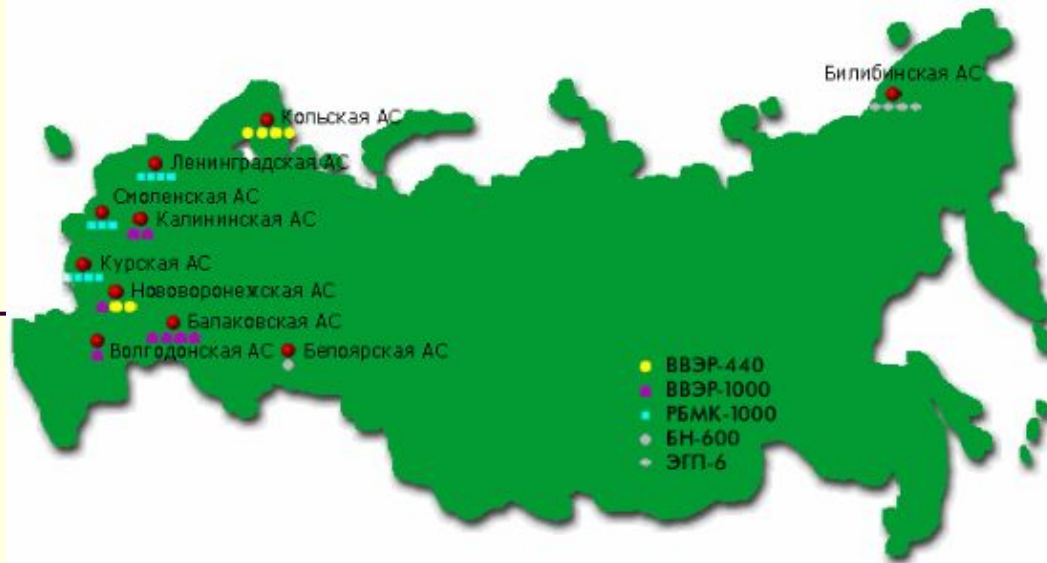 Билибинская АС
Кольская АС
Ленинградская АС
Смоленская АС
Калининская АС
Курская АС
Нововоронежская АС
Балаковская АС
Волгодонская АС
Белоярская АС
ВВЭР-440
ВВЭР-1000
РБМК-1000
БН-600
ЭГП-6